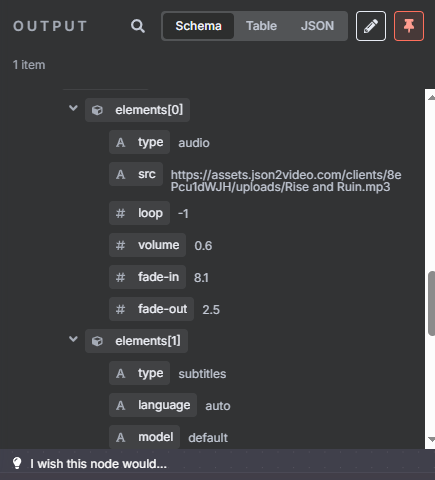 OUTPUT
Schema Table JSON
1 item
elements[0]
A type audio
A src https://assets.json2video.com/clients/8e
Pcu1dWJH/uploads/Rise and Ruin.mp3
# loop -1
# volume 0.6
# fade-in 8.1
# fade-out 2.5
elements[1]
A type subtitles
A language auto
A model default
I wish this node would...